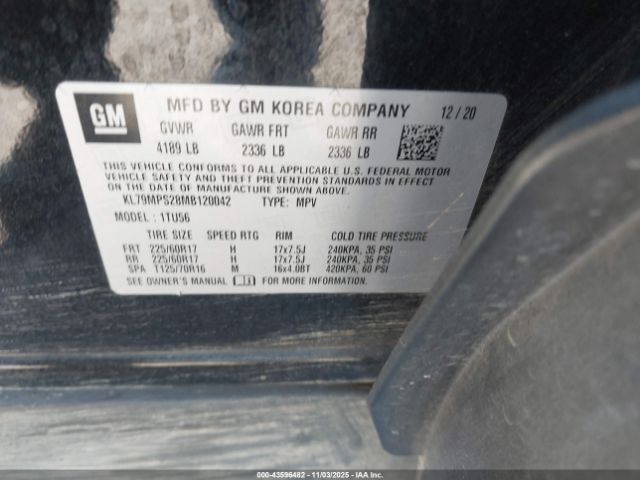 GM MFD BY GM KOREA COMPANY 12/20
GVWR GAWR FRT GAWR RR
4189 LB 2336 LB 2336 LB
THIS VEHICLE CONFORMS TO ALL APPLICABLE U.S. FEDERAL MOTOR
VEHICLE SAFETY AND THEFT PREVENTION STANDARDS IN EFFECT
ON THE DATE OF MANUFACTURE SHOWN ABOVE.
KL79MPS28MB120042 TYPE: MPV
MODEL: 1TU56
TIRE SIZE SPEED RTG RIM COLD TIRE PRESSURE
FRT 225/60R17 H 17x7.5J 240KPA, 35 PSI
RR 225/60R17 H 17x7.5J 240KPA, 35 PSI
SPA T125/70R16 M 16x4.0BT 420KPA, 60 PSI
SEE OWNER'S MANUAL FOR MORE INFORMATION.
000-43596482 - 11/03/2025 - IAA Inc. ©